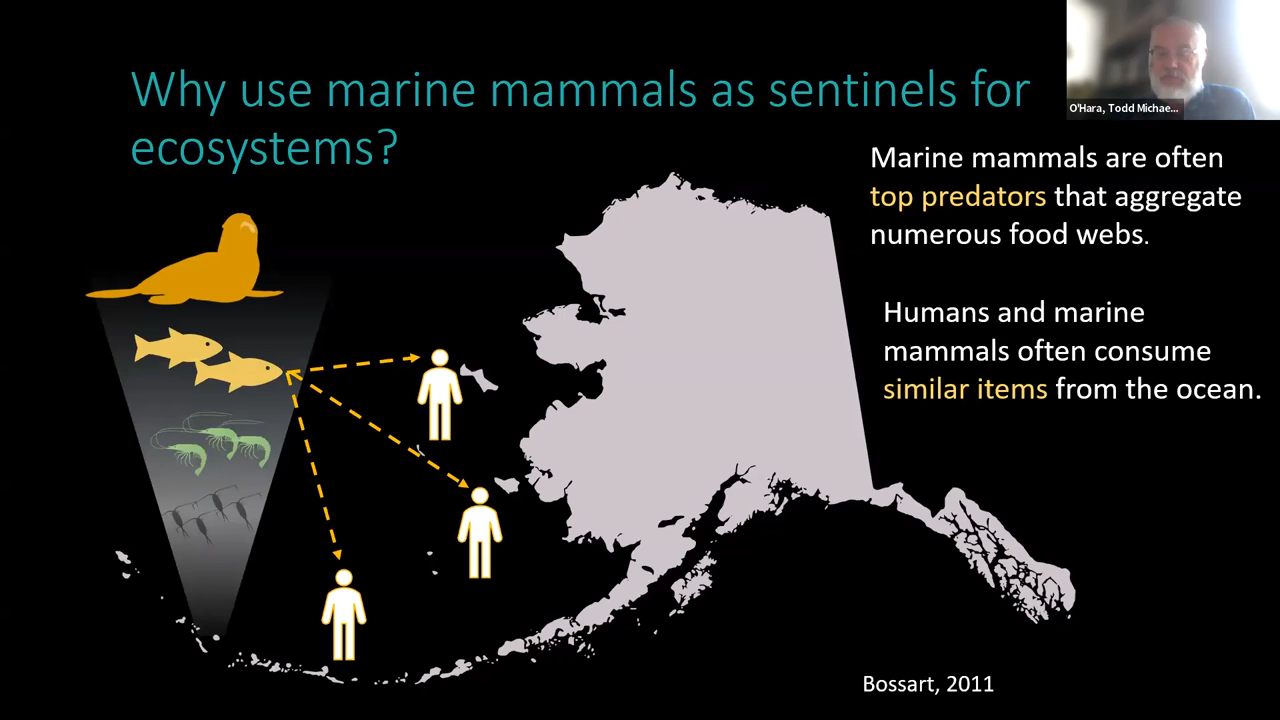 Why use marine mammals as sentinels for
ecosystems?
O'Hara, Todd Michae...
Marine mammals are often
top predators that aggregate
numerous food webs.
Humans and marine
mammals often consume
similar items from the ocean.
Bossart, 2011